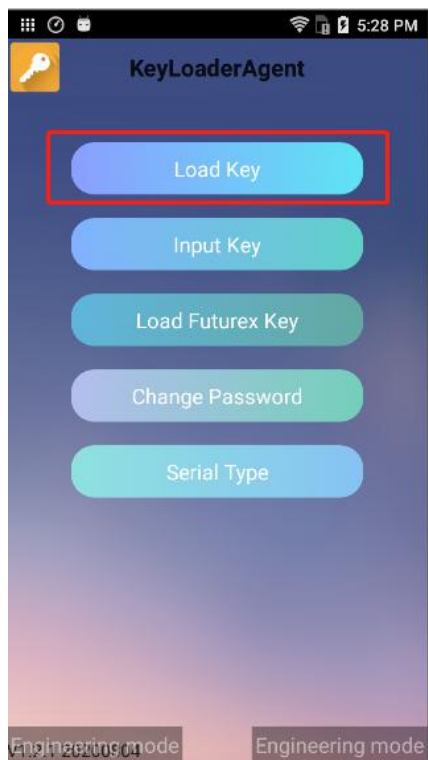 5:28 PM
KeyLoaderAgent
Load Key
Input Key
Load Futurex Key
Change Password
Serial Type
Engineering mode
Engineering mode